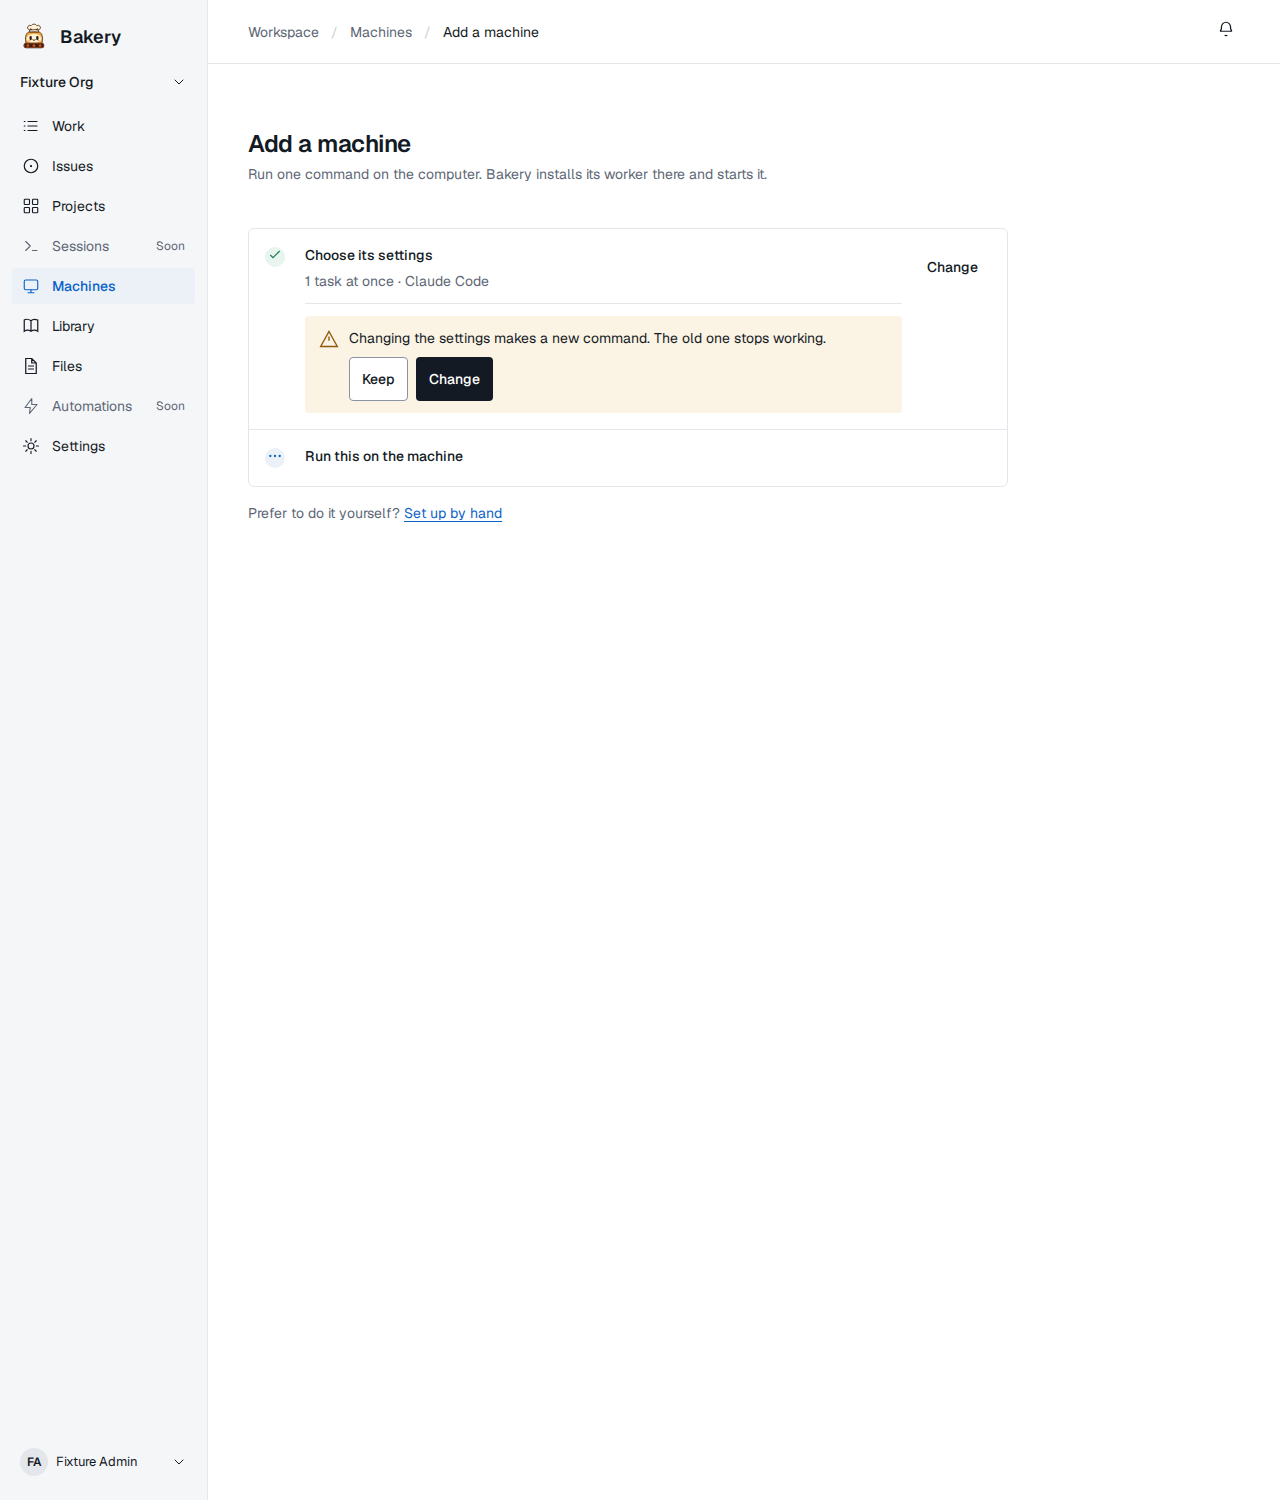 Bakery
Fixture Org
Work
Issues
Projects
Sessions Soon
Machines
Library
Files
Automations Soon
Settings
FA Fixture Admin
Workspace / Machines / Add a machine
Add a machine
Run one command on the computer. Bakery installs its worker there and starts it.
Choose its settings
1 task at once · Claude Code
Change
Changing the settings makes a new command. The old one stops working.
Keep Change
Run this on the machine
Prefer to do it yourself? Set up by hand